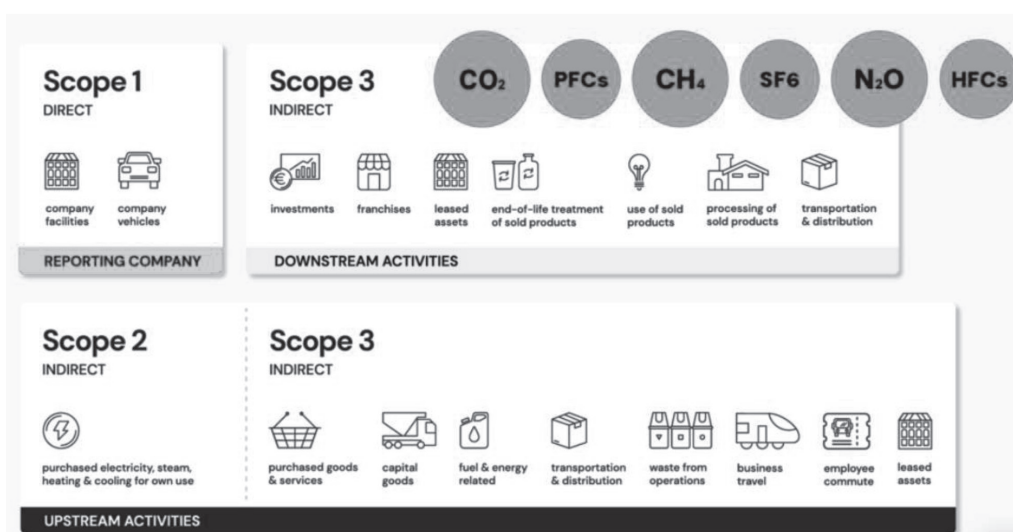 Scope 1
DIRECT
company
facilities
company
vehicles
REPORTING COMPANY
Scope 3
INDIRECT
CO₂
PFCs
CH₄
SF6
N₂O
HFCs
investments
franchises
leased
assets
end-of-life treatment
of sold products
use of sold
products
processing of
sold products
transportation
& distribution
DOWNSTREAM ACTIVITIES
Scope 2
INDIRECT
purchased electricity, steam,
heating & cooling for own use
Scope 3
INDIRECT
purchased goods
& services
capital
goods
fuel & energy
related
transportation
& distribution
waste from
operations
business
travel
employee
commute
leased
assets
UPSTREAM ACTIVITIES